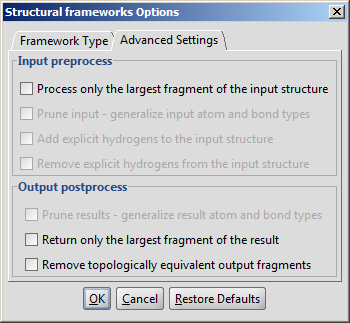 Structural frameworks Options
Framework Type Advanced Settings
Input preprocess
Process only the largest fragment of the input structure
Prune input - generalize input atom and bond types
Add explicit hydrogens to the input structure
Remove explicit hydrogens from the input structure
Output postprocess
Prune results - generalize result atom and bond types
Return only the largest fragment of the result
Remove topologically equivalent output fragments
OK Cancel Restore Defaults